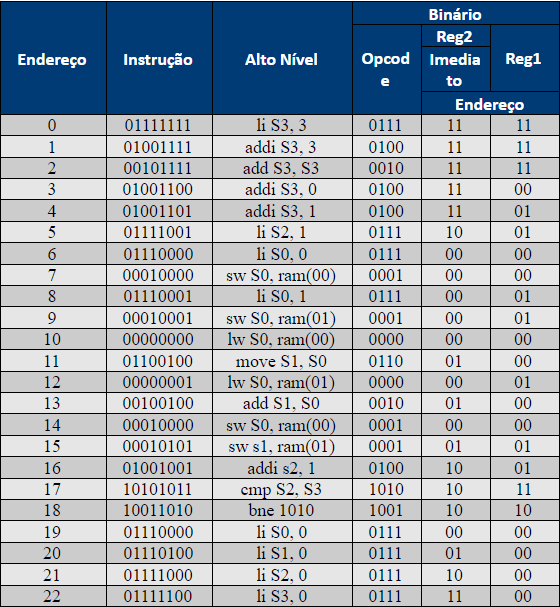 Endereço Instrução Alto Nível Binário
Opcod
e Reg2 Reg1
Imedia
to
Endereço
0 01111111 li S3, 3 0111 11 11
1 01001111 addi S3, 3 0100 11 11
2 00101111 add S3, S3 0010 11 11
3 01001100 addi S3, 0 0100 11 00
4 01001101 addi S3, 1 0100 11 01
5 01111001 li S2, 1 0111 10 01
6 01110000 li S0, 0 0111 00 00
7 00010000 sw S0, ram(00) 0001 00 00
8 01110001 li S0, 1 0111 00 01
9 00010001 sw S0, ram(01) 0001 00 01
10 00000000 lw S0, ram(00) 0000 00 00
11 01100100 move S1, S0 0110 01 00
12 00000001 lw S0, ram(01) 0000 00 01
13 00100100 add S1, S0 0010 01 00
14 00010000 sw S0, ram(00) 0001 00 00
15 00010101 sw s1, ram(01) 0001 01 01
16 01001001 addi s2, 1 0100 10 01
17 10101011 cmp S2, S3 1010 10 11
18 10011010 bne 1010 1001 10 10
19 01110000 li S0, 0 0111 00 00
20 01110100 li S1, 0 0111 01 00
21 01111000 li S2, 0 0111 10 00
22 01111100 li S3, 0 0111 11 00